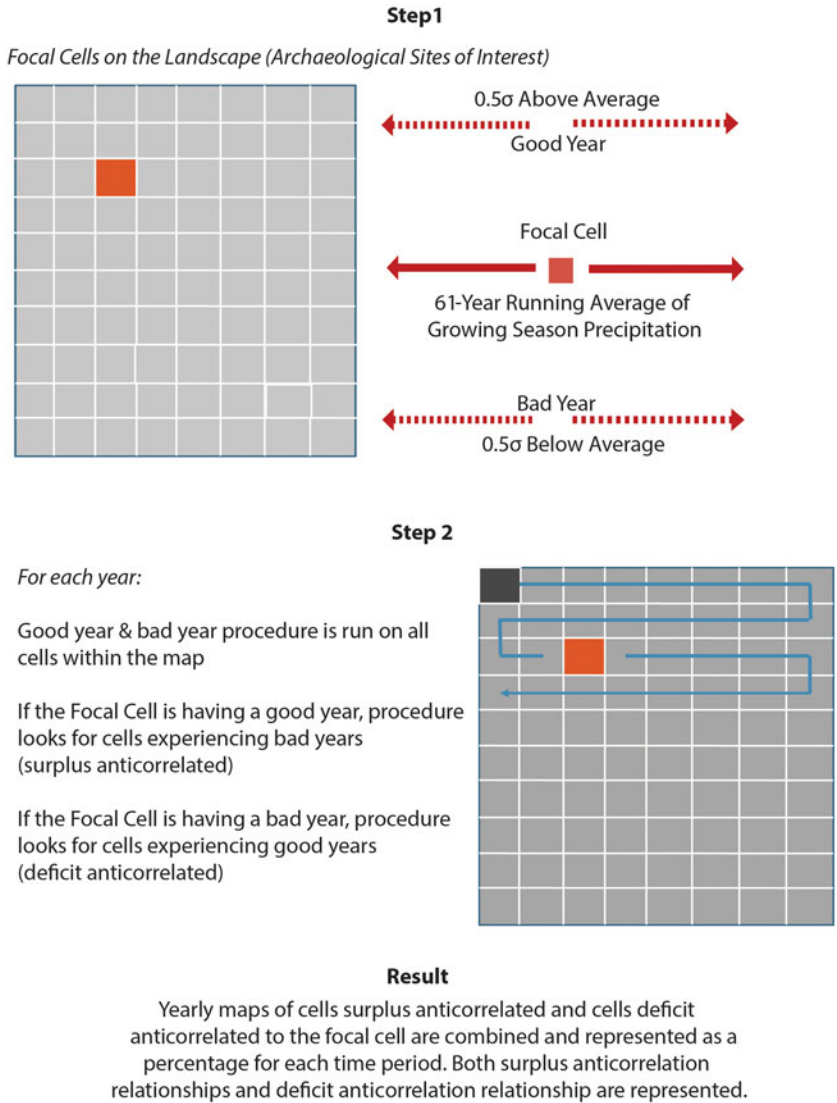 Step1
Focal Cells on the Landscape (Archaeological Sites of Interest)
0.5σ Above Average
Good Year
Focal Cell
61-Year Running Average of
Growing Season Precipitation
Bad Year
0.5σ Below Average
Step 2
For each year:
Good year & bad year procedure is run on all
cells within the map
If the Focal Cell is having a good year, procedure
looks for cells experiencing bad years
(surplus anticorrelated)
If the Focal Cell is having a bad year, procedure
looks for cells experiencing good years
(deficit anticorrelated)
Result
Yearly maps of cells surplus anticorrelated and cells deficit
anticorrelated to the focal cell are combined and represented as a
percentage for each time period. Both surplus anticorrelation
relationships and deficit anticorrelation relationship are represented.